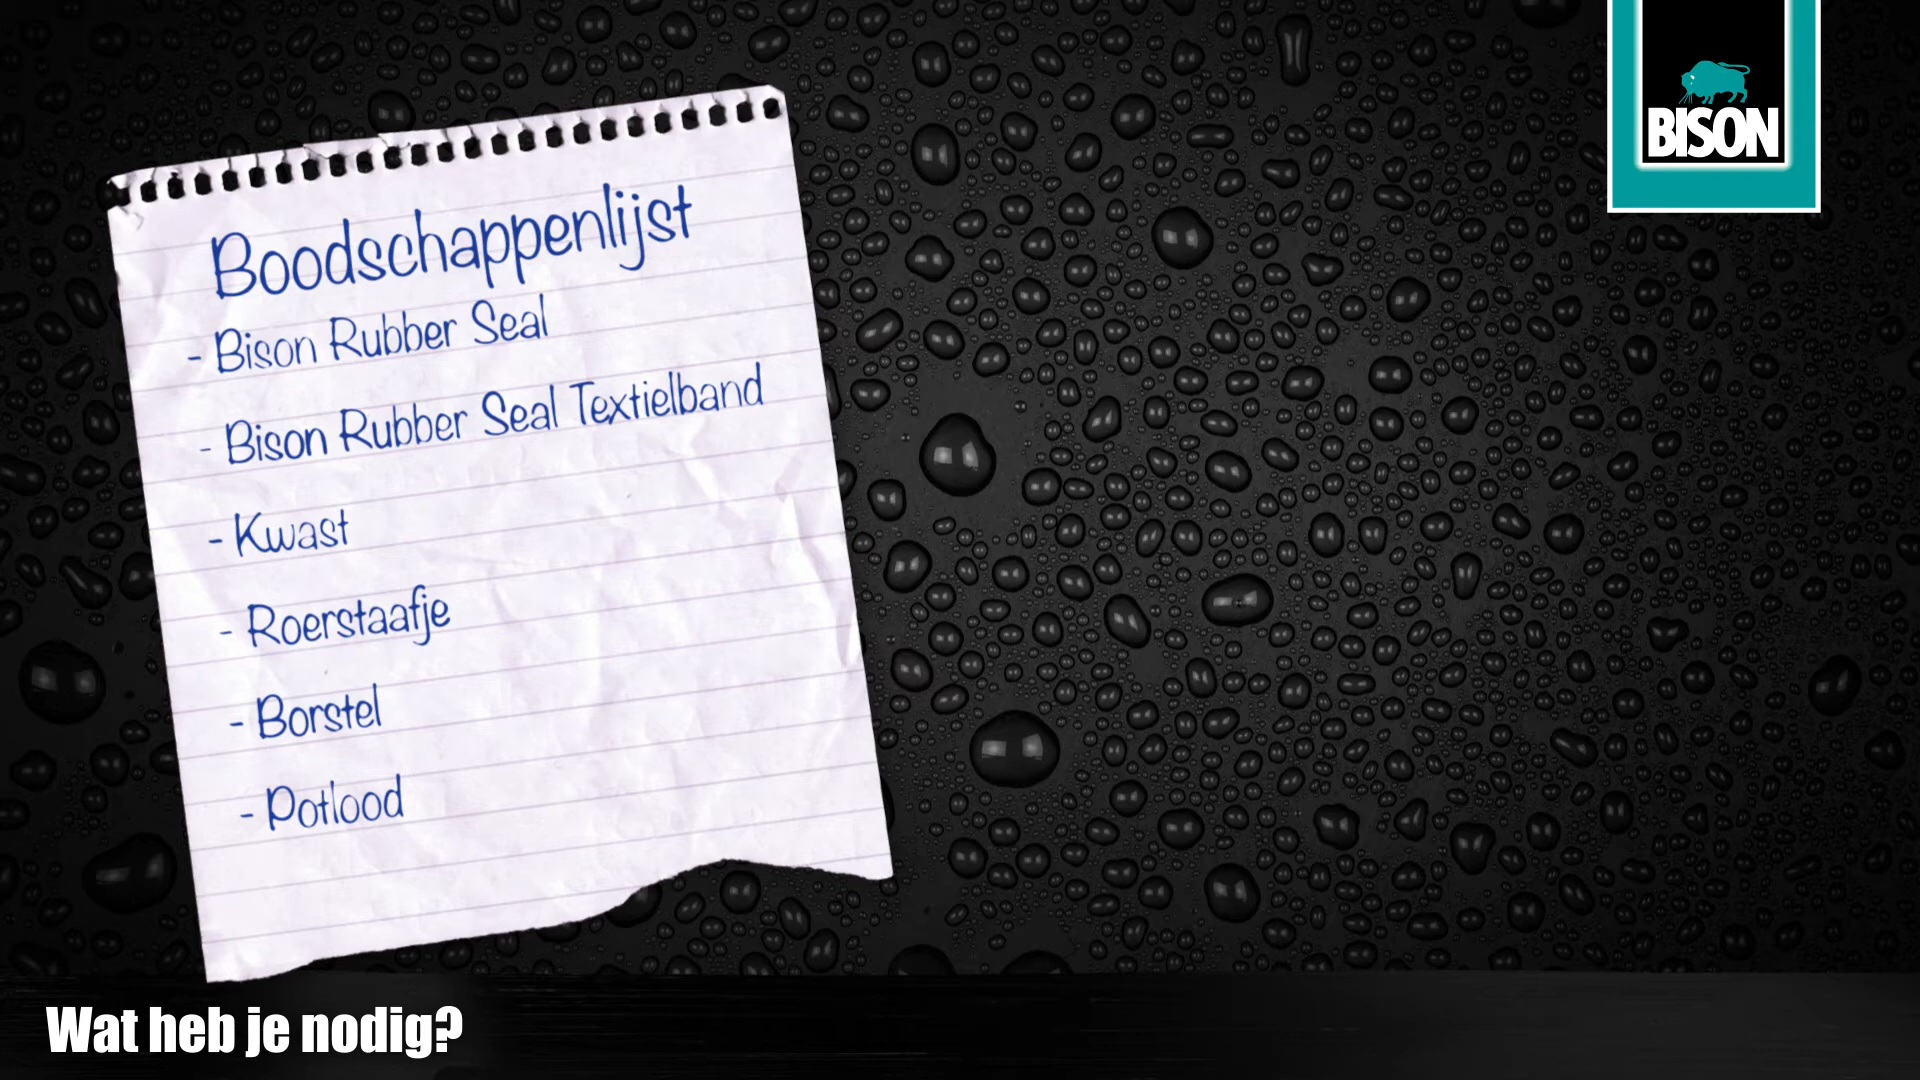 BISON
Boodschappenlijst
- Bison Rubber Seal
- Bison Rubber Seal Textielband
- Kwast
- Roerstaafje
- Borstel
- Potlood
Wat heb je nodig?